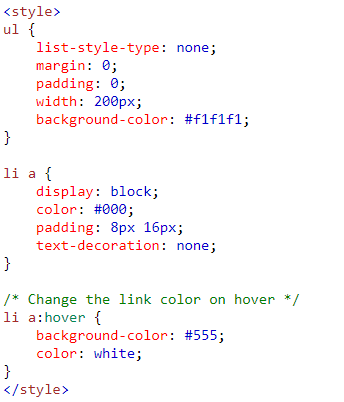 <style>
ul {
    list-style-type: none;
    margin: 0;
    padding: 0;
    width: 200px;
    background-color: #f1f1f1;
}

li a {
    display: block;
    color: #000;
    padding: 8px 16px;
    text-decoration: none;
}

/* Change the link color on hover */
li a:hover {
    background-color: #555;
    color: white;
}
</style>